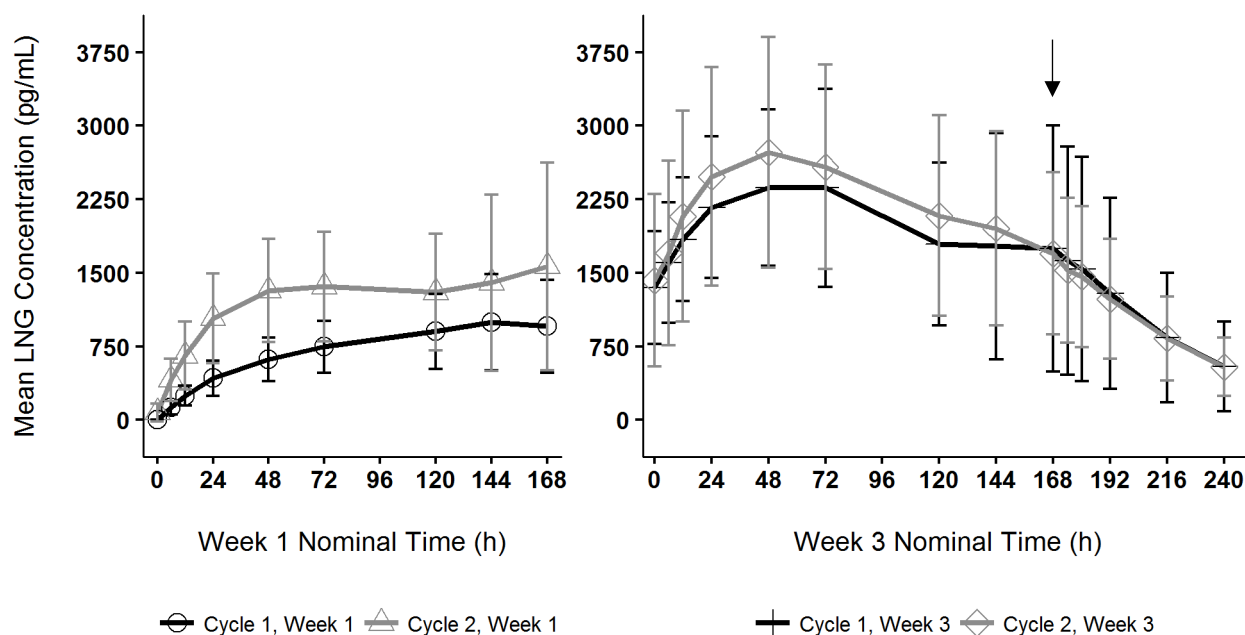 Mean LNG Concentration (pg/mL)
3750
3000
2250
1500
750
0
0 24 48 72 96 120 144 168
Week 1 Nominal Time (h)
Cycle 1, Week 1 Cycle 2, Week 1
3750
3000
2250
1500
750
0
0 24 48 72 96 120 144 168 192 216 240
Week 3 Nominal Time (h)
Cycle 1, Week 3 Cycle 2, Week 3